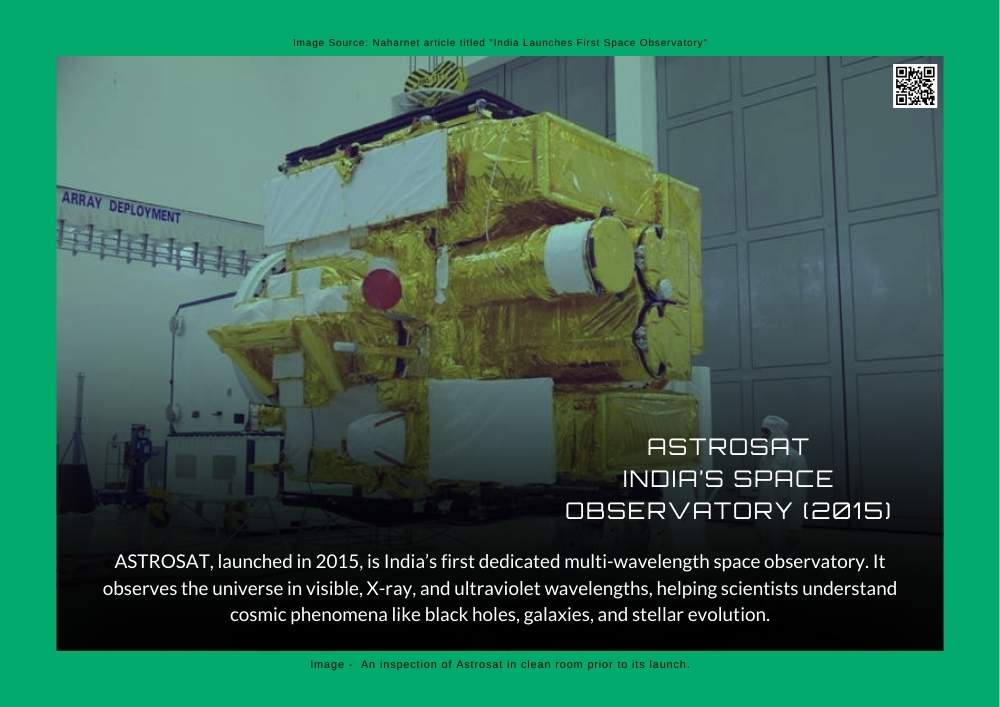 Image Source: Naharnet article titled "India Launches First Space Observatory"
ARRAY DEPLOYMENT
ASTROSAT
INDIA'S SPACE
OBSERVATORY (2015)
ASTROSAT, launched in 2015, is India’s first dedicated multi-wavelength space observatory. It
observes the universe in visible, X-ray, and ultraviolet wavelengths, helping scientists understand
cosmic phenomena like black holes, galaxies, and stellar evolution.
Image -  An inspection of Astrosat in clean room prior to its launch.